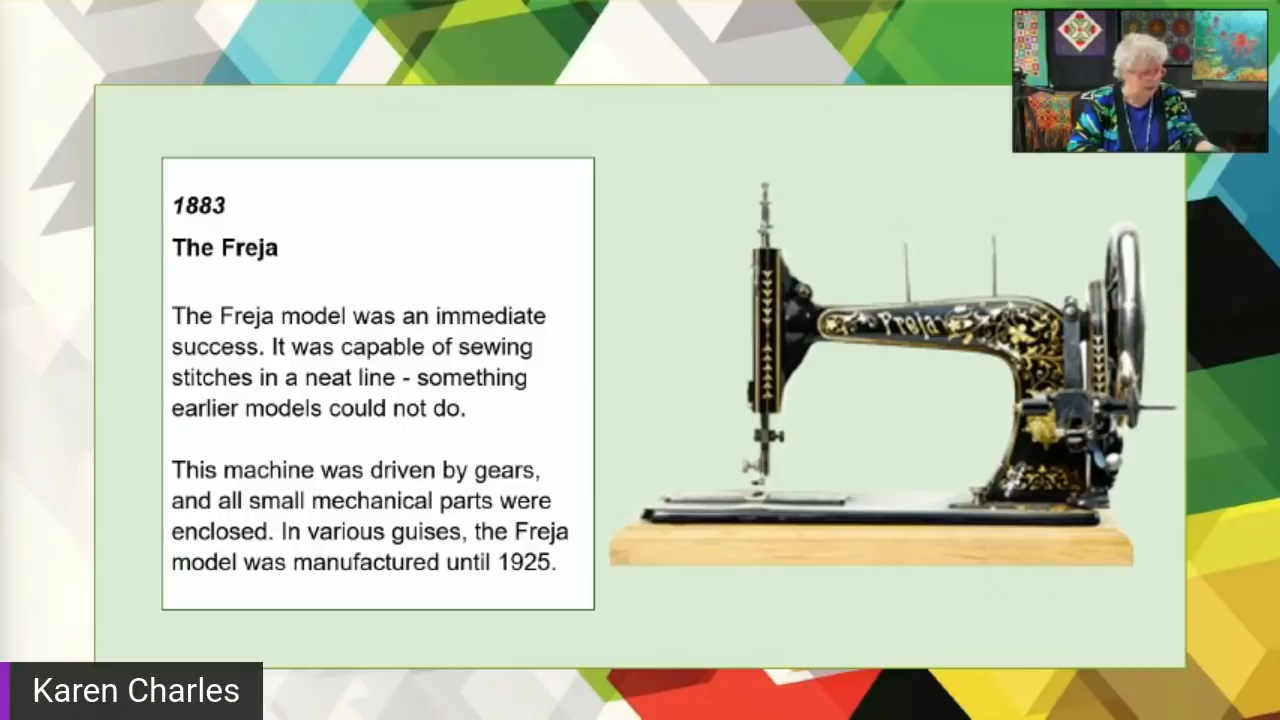 1883
The Freja
The Freja model was an immediate
success. It was capable of sewing
stitches in a neat line - something
earlier models could not do.
This machine was driven by gears,
and all small mechanical parts were
enclosed. In various guises, the Freja
model was manufactured until 1925.
Freja
Karen Charles